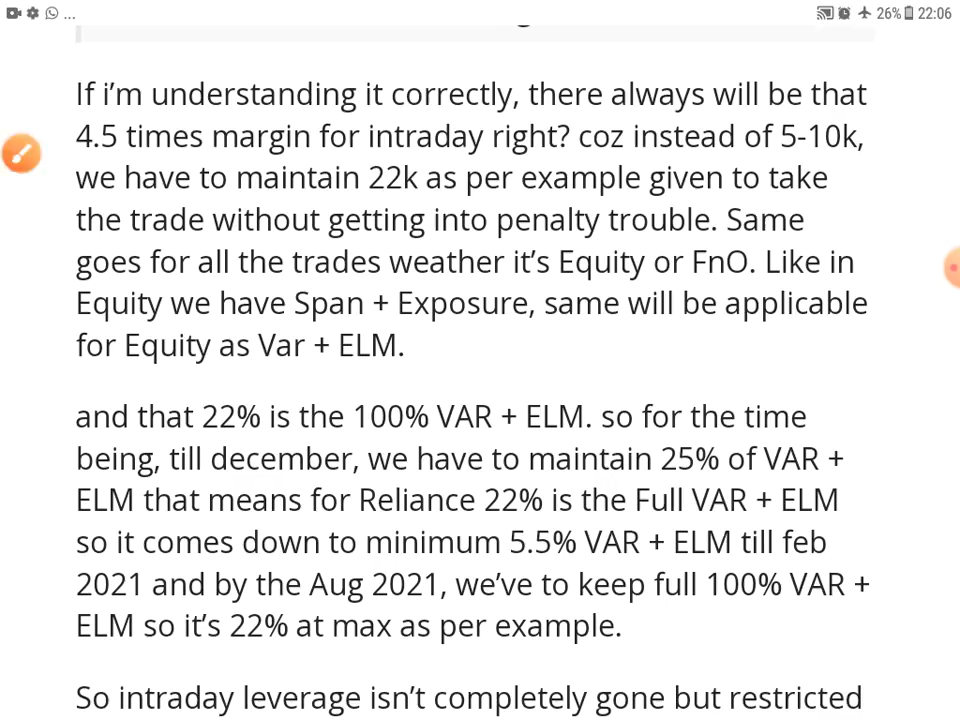 ... 26% 22:06
If i’m understanding it correctly, there always will be that
4.5 times margin for intraday right? coz instead of 5-10k,
we have to maintain 22k as per example given to take
the trade without getting into penalty trouble. Same
goes for all the trades weather it’s Equity or FnO. Like in
Equity we have Span + Exposure, same will be applicable
for Equity as Var + ELM.
and that 22% is the 100% VAR + ELM. so for the time
being, till december, we have to maintain 25% of VAR +
ELM that means for Reliance 22% is the Full VAR + ELM
so it comes down to minimum 5.5% VAR + ELM till feb
2021 and by the Aug 2021, we’ve to keep full 100% VAR +
ELM so it’s 22% at max as per example.
So intraday leverage isn’t completely gone but restricted